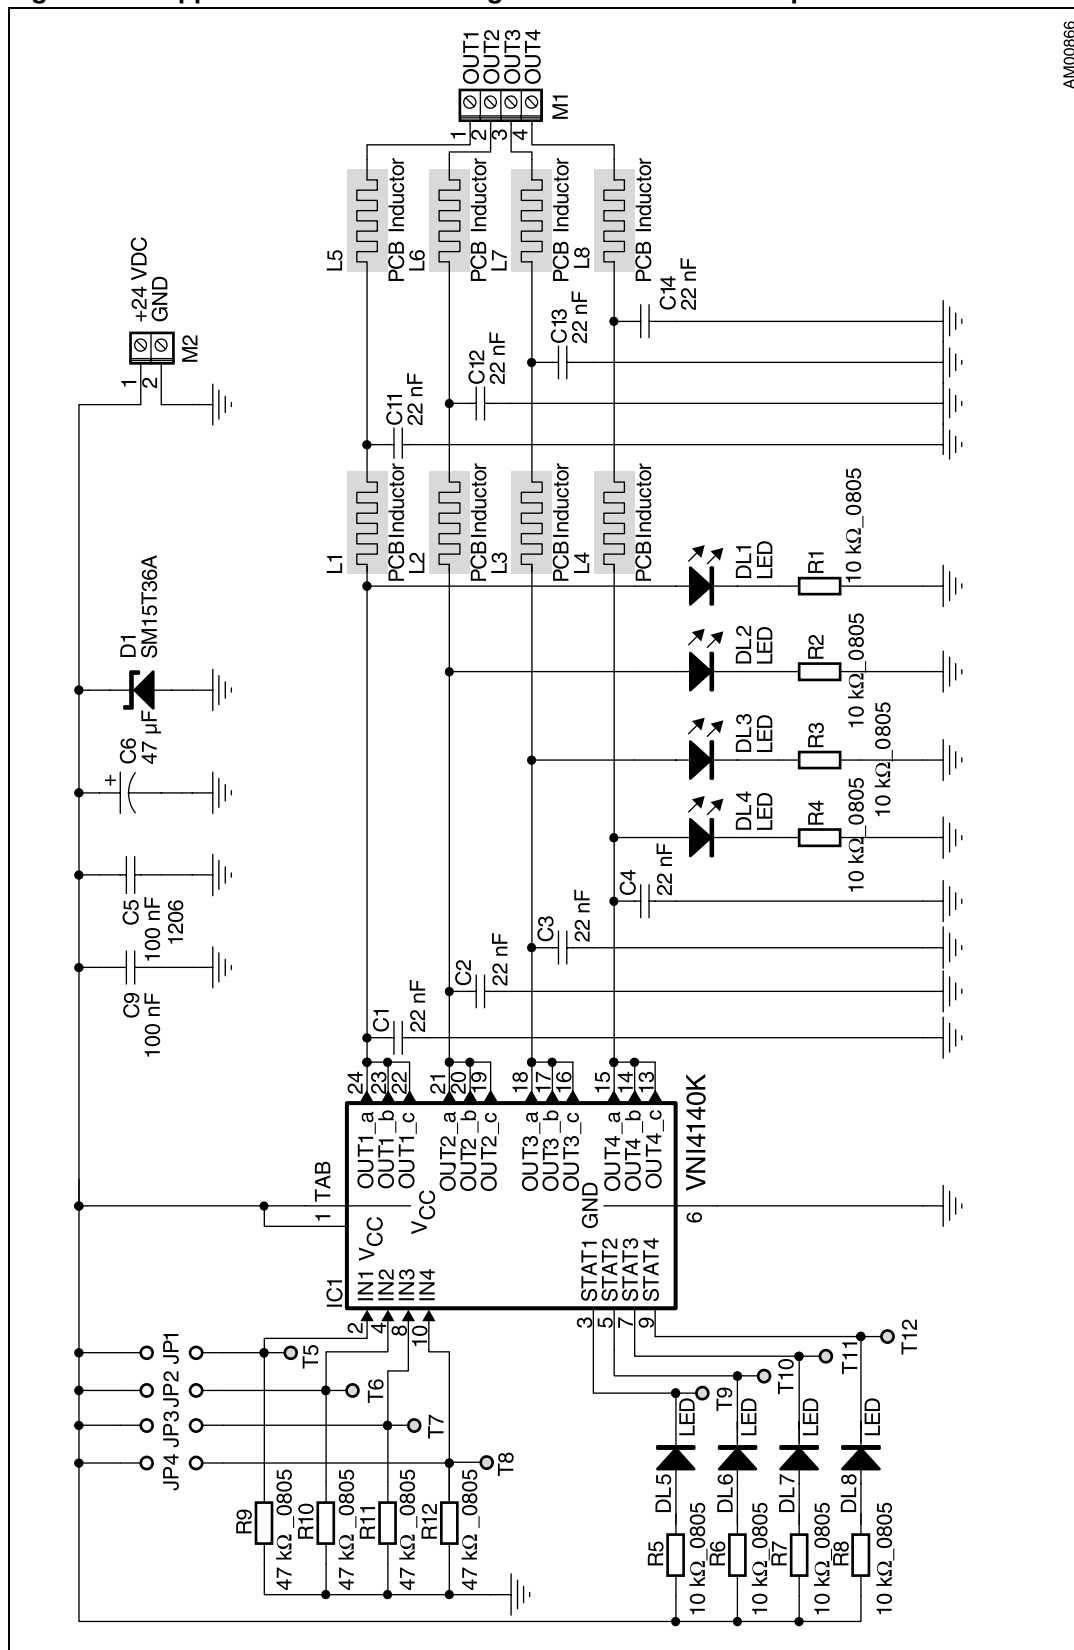 AM00866
OUT1
OUT2
OUT3
OUT4
M1
1
2
3
4
+24 VDC
GND
M2
1
2
L5
PCB Inductor
L6
PCB Inductor
L7
PCB Inductor
L8
PCB Inductor
C11
22 nF
C12
22 nF
C13
22 nF
C14
22 nF
L1
PCB Inductor
L2
PCB Inductor
L3
PCB Inductor
L4
PCB Inductor
D1
SM15T36A
C6
47 µF
+
C5
100 nF
1206
C9
100 nF
DL1
LED
R1
10 kΩ_0805
DL2
LED
R2
10 kΩ_0805
DL3
LED
R3
10 kΩ_0805
DL4
LED
R4
10 kΩ_0805
C1
22 nF
C2
22 nF
C3
22 nF
C4
22 nF
24
23
22
21
20
19
18
17
16
15
14
13
OUT1_a
OUT1_b
OUT1_c
OUT2_a
OUT2_b
OUT2_c
OUT3_a
OUT3_b
OUT3_c
OUT4_a
OUT4_b
OUT4_c
VNI4140K
1 TAB
VCC
VCC
GND
6
IC1
IN1
IN2
IN3
IN4
STAT1
STAT2
STAT3
STAT4
2
4
8
10
3
5
7
9
JP1
JP2
JP3
JP4
T5
T6
T7
T8
T9
T10
T11
T12
R9
47 kΩ_0805
R10
47 kΩ_0805
R11
47 kΩ_0805
R12
47 kΩ_0805
DL5
LED
DL6
LED
DL7
LED
DL8
LED
R5
10 kΩ_0805
R6
10 kΩ_0805
R7
10 kΩ_0805
R8
10 kΩ_0805